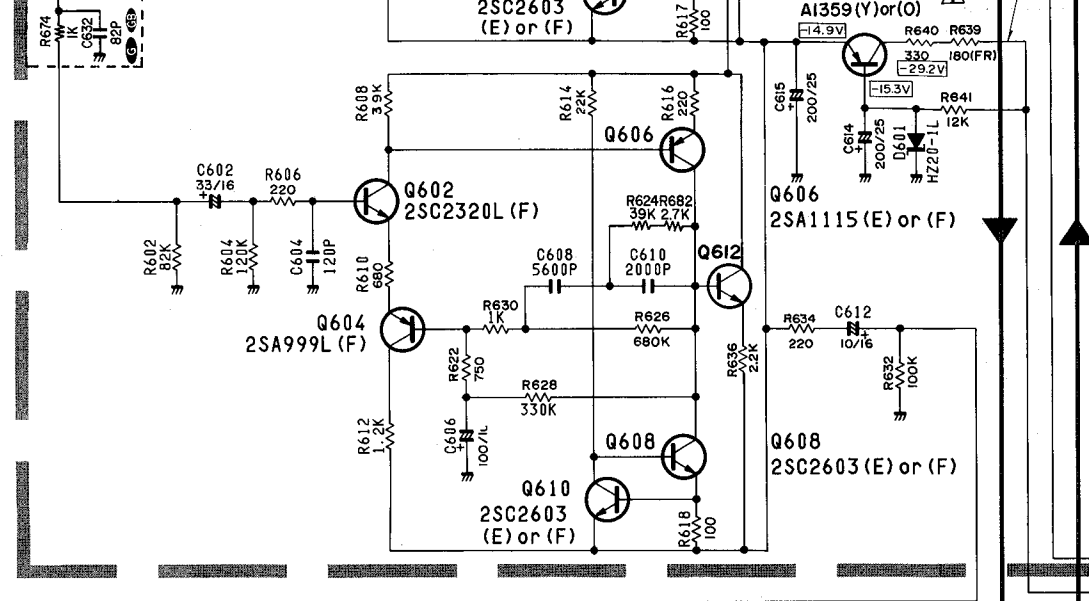 R674
1K
C632
82P
G GB
2SC2603
(E) or (F)
R617
100
A1359(Y)or(O)
-14.9V
R640
330
R639
180(FR)
-29.2V
-15.3V
C615
200/25
R641
12K
C614
200/25
D601
HZ20-1L
R608
3.9K
R614
22K
R616
220
Q606
Q606
2SA1115(E) or (F)
C602
33/16
R606
220
Q602
2SC2320L(F)
R602
82K
R604
120K
C604
120P
R610
680
R624
39K
R682
2.7K
C608
5600P
C610
2000P
Q612
Q604
2SA999L(F)
R630
1K
R626
680K
R634
220
C612
10/16
R622
750
R636
2.2K
R632
100K
R628
330K
R612
1.2K
C606
Q608
Q608
2SC2603(E) or (F)
Q610
2SC2603
(E) or (F)
R618
100